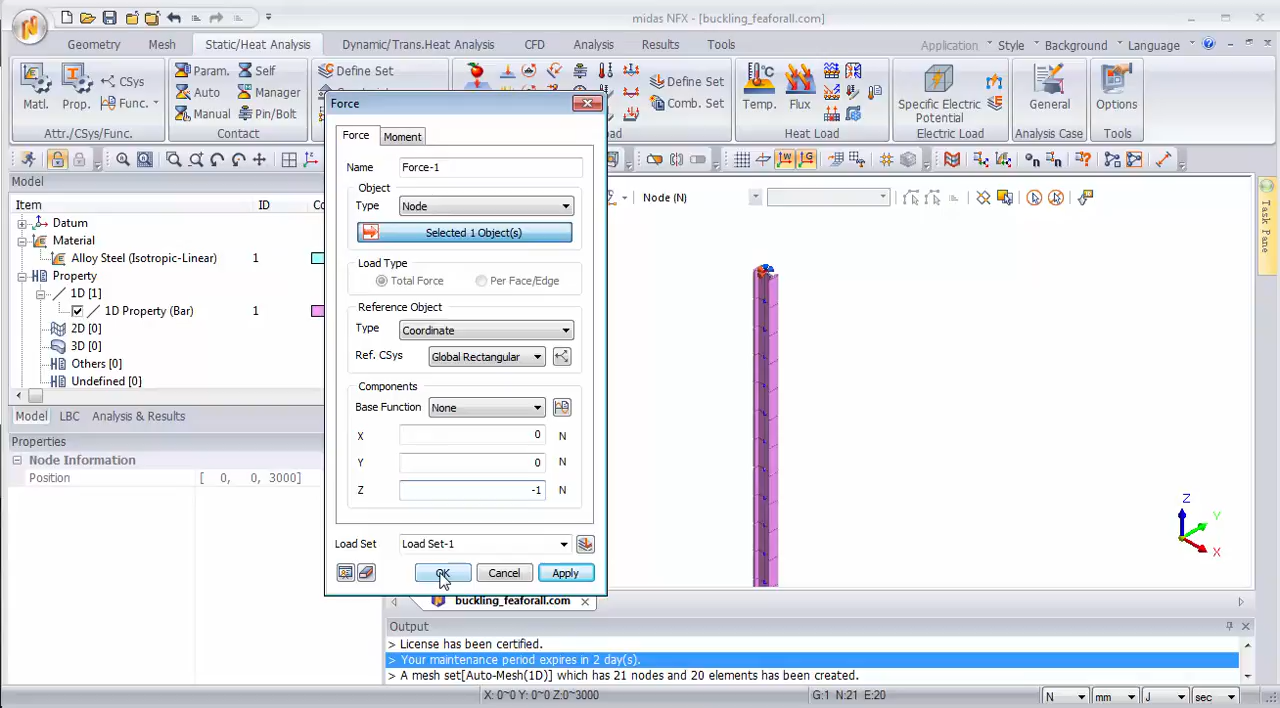 midas NFX - [buckling_feaforall.com]
Geometry Mesh Static/Heat Analysis Dynamic/Trans.Heat Analysis CFD Analysis Results Tools Application Style Background Language
CSys Param. Self Define Set Define Set
Func. Auto Manager Comb. Set
Matl. Prop. Manual Pin/Bolt Temp. Flux Specific Electric Potential General Options
Attr./CSys/Func. Contact Heat Load Electric Load Analysis Case Tools
Model
Item ID
Datum
Material
Alloy Steel (Isotropic-Linear) 1
Property
1D [1]
1D Property (Bar) 1
2D [0]
3D [0]
Others [0]
Undefined [0]
Model LBC Analysis & Results
Properties
Node Information
Position [ 0, 0, 3000]
Force
Force Moment
Name Force-1
Object
Type Node
Selected 1 Object(s)
Load Type
Total Force Per Face/Edge
Reference Object
Type Coordinate
Ref. CSys Global Rectangular
Components
Base Function None
X 0 N
Y 0 N
Z -1 N
Load Set Load Set-1
OK Cancel Apply
Node (N)
Task Pane
Z
Y
X
buckling_feaforall.com
Output
> License has been certified.
> Your maintenance period expires in 2 day(s).
> A mesh set[Auto-Mesh(1D)] which has 21 nodes and 20 elements has been created.
X: 0~0 Y: 0~0 Z:0~3000 G:1 N:21 E:20 N mm J sec